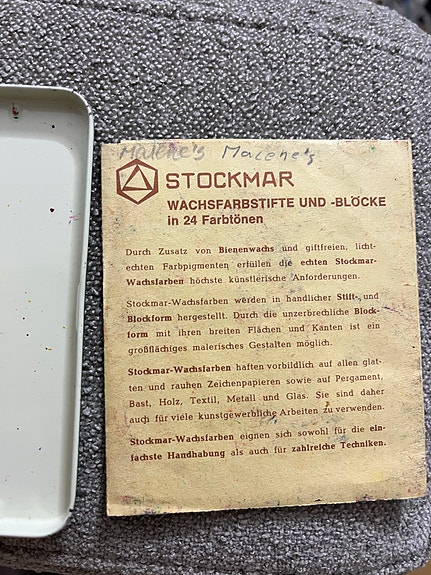 Malene's Malene's
STOCKMAR
WACHSFARBSTIFTE UND -BLÖCKE
in 24 Farbtönen
Durch Zusatz von Bienenwachs und giftfreien, licht-
echten Farbpigmenten erfüllen die echten Stockmar-
Wachsfarben höchste künstlerische Anforderungen.
Stockmar-Wachsfarben werden in handlicher Stift-, und
Blockform hergestellt. Durch die unzerbrechliche Block-
form mit ihren breiten Flächen und Kanten ist ein
großflächiges malerisches Gestalten möglich.
Stockmar-Wachsfarben haften vorbildlich auf allen glat-
ten und rauhen Zeichenpapieren sowie auf Pergament,
Bast, Holz, Textil, Metall und Glas. Sie sind daher
auch für viele kunstgewerbliche Arbeiten zu verwenden.
Stockmar-Wachsfarben eignen sich sowohl für die ein-
fachste Handhabung als auch für zahlreiche Techniken.